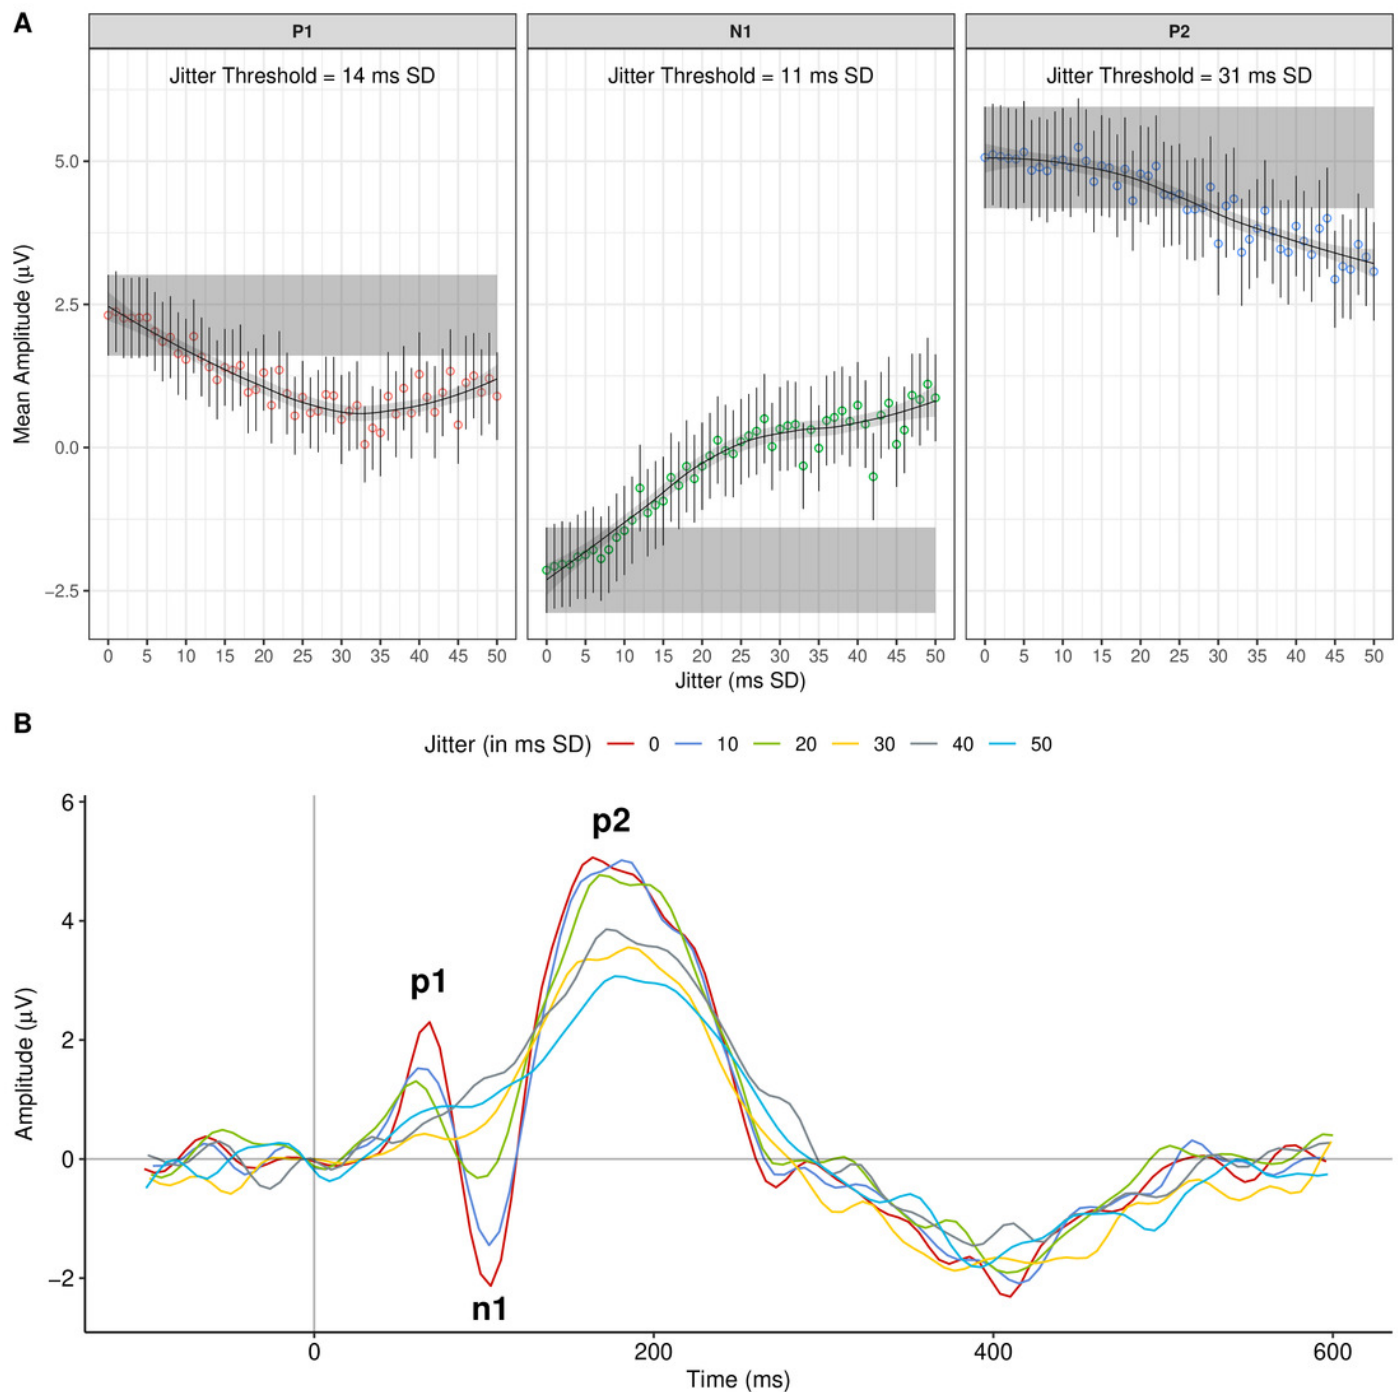 A
P1
N1
P2
Jitter Threshold = 14 ms SD
Jitter Threshold = 11 ms SD
Jitter Threshold = 31 ms SD
Mean Amplitude (μV)
5.0
2.5
0.0
−2.5
0 5 10 15 20 25 30 35 40 45 50
0 5 10 15 20 25 30 35 40 45 50
0 5 10 15 20 25 30 35 40 45 50
Jitter (ms SD)
B
Jitter (in ms SD) 0 10 20 30 40 50
Amplitude (μV)
6
4
2
0
−2
p2
p1
n1
0 200 400 600
Time (ms)